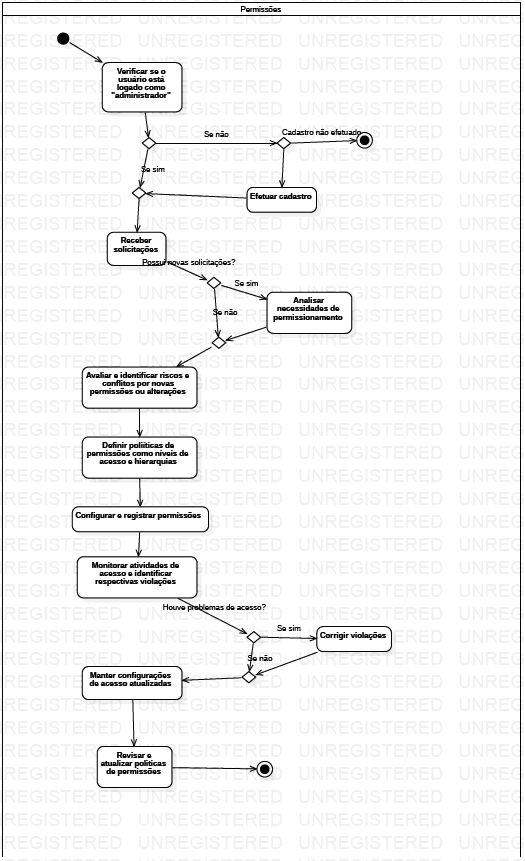 Permissões
Verificar se o
usuário está
logado como
"administrador"
Se não
Cadastro não efetuado
Se sim
Efetuar cadastro
Receber
solicitações
Possui novas solicitações?
Se sim
Analisar
necessidades de
permissionamento
Se não
Avaliar e identificar riscos e
conflitos por novas
permissões ou alterações
Definir poliíticas de
permissões como níveis de
acesso e hierarquias
Configurar e registrar permissões
Monitorar atividades de
acesso e identificar
respectivas violações
Houve problemas de acesso?
Se sim
Corrigir violações
Se não
Manter configurações
de acesso atualizadas
Revisar e
atualizar políticas
de permissões
UNREGISTERED